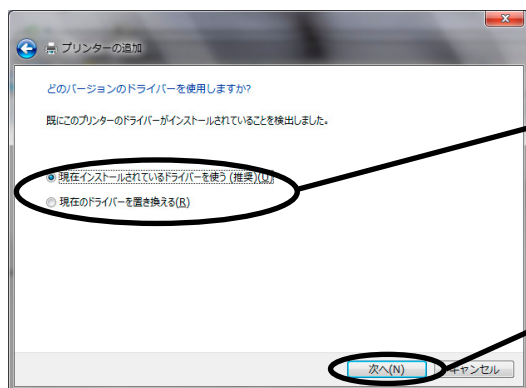 プリンターの追加
どのバージョンのドライバーを使用しますか?
既にこのプリンターのドライバーがインストールされていることを検出しました。
現在インストールされているドライバーを使う (推奨)(U)
現在のドライバーを置き換える(R)
次へ(N) キャンセル